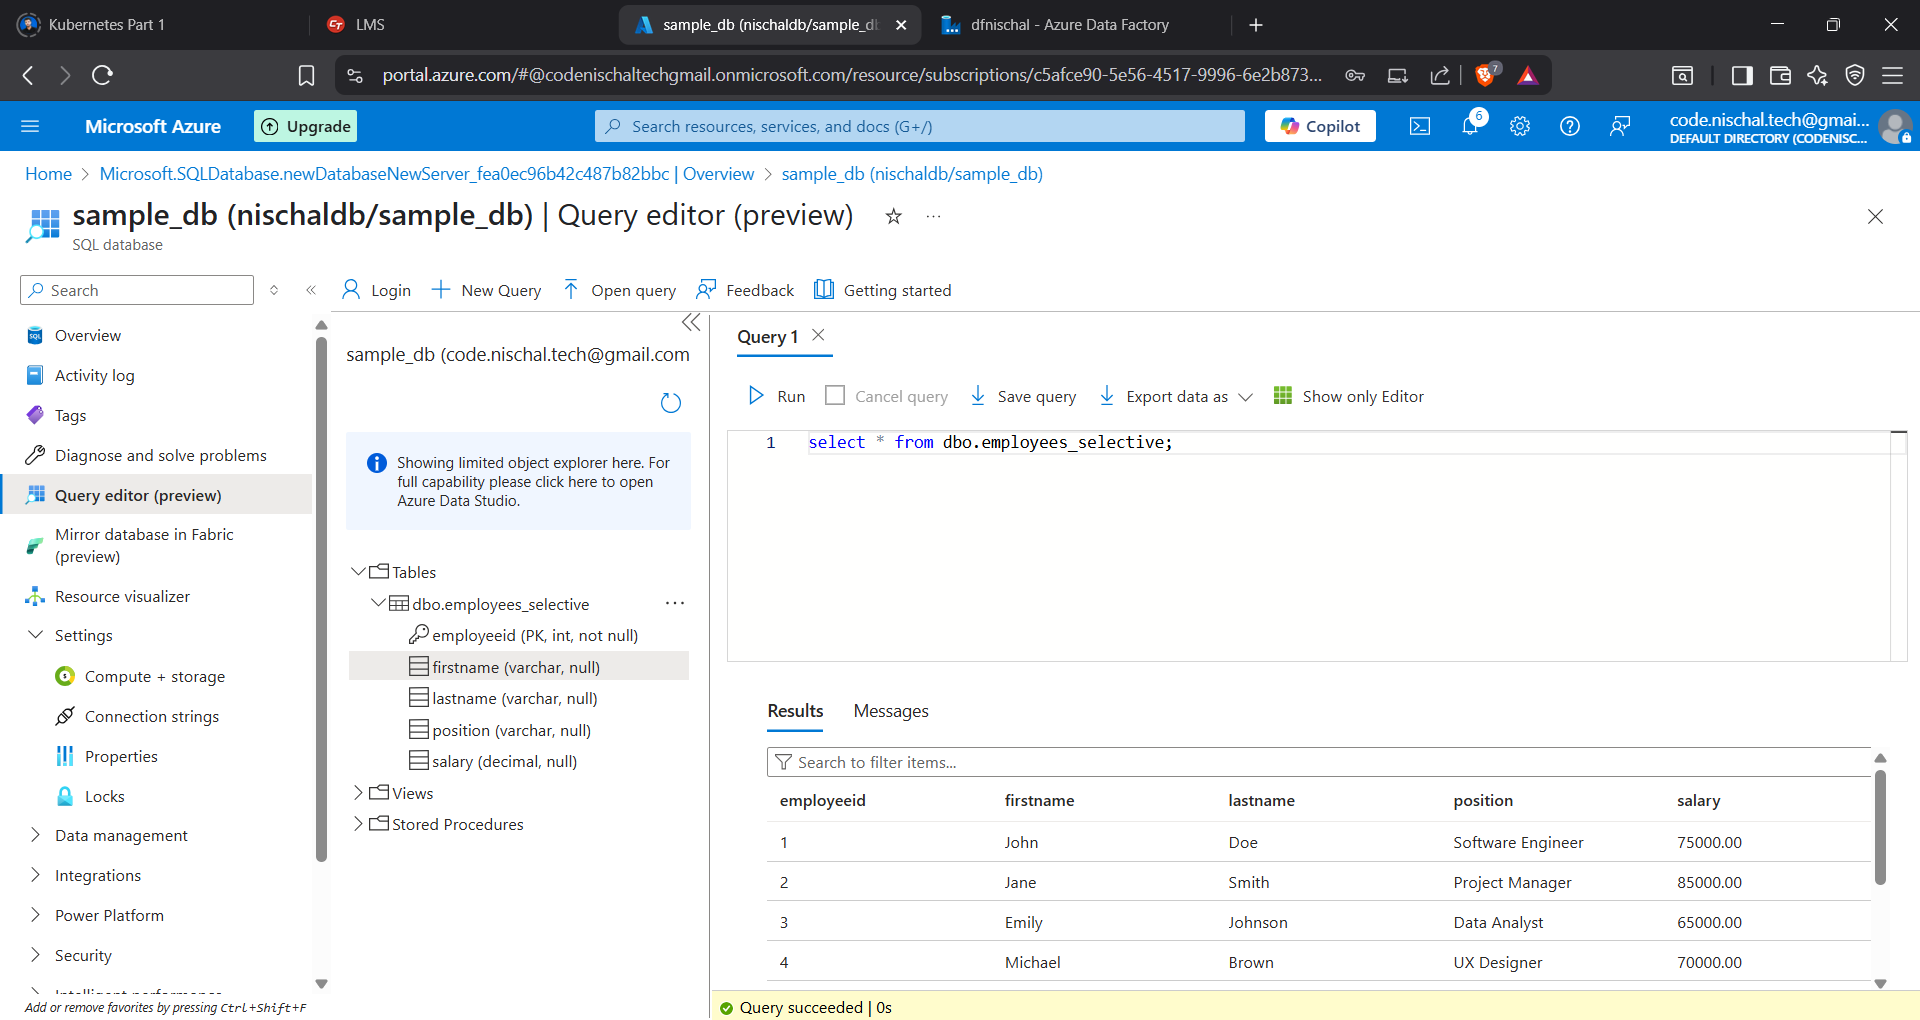 Kubernetes Part 1
LMS
sample_db (nischaldb/sample_db
dfnischal - Azure Data Factory
portal.azure.com/#@codenischaltechgmail.onmicrosoft.com/resource/subscriptions/c5afce90-5e56-4517-9996-6e2b873...
7
Microsoft Azure
Upgrade
Search resources, services, and docs (G+/)
Copilot
6
code.nischal.tech@gmai...
DEFAULT DIRECTORY (CODENISC...
Home > Microsoft.SQLDatabase.newDatabaseNewServer_fea0ec96b42c487b82bbc | Overview > sample_db (nischaldb/sample_db)
sample_db (nischaldb/sample_db) | Query editor (preview)
SQL database
Search
Login
New Query
Open query
Feedback
Getting started
Overview
Activity log
Tags
Diagnose and solve problems
Query editor (preview)
Mirror database in Fabric
(preview)
Resource visualizer
Settings
Compute + storage
Connection strings
Properties
Locks
Data management
Integrations
Power Platform
Security
Add or remove favorites by pressing Ctrl+Shift+F
sample_db (code.nischal.tech@gmail.com
Showing limited object explorer here. For
full capability please click here to open
Azure Data Studio.
Tables
dbo.employees_selective
employeeid (PK, int, not null)
firstname (varchar, null)
lastname (varchar, null)
position (varchar, null)
salary (decimal, null)
Views
Stored Procedures
Query 1
Run
Cancel query
Save query
Export data as
Show only Editor
1 select * from dbo.employees_selective;
Results
Messages
Search to filter items...
employeeid firstname lastname position salary
1 John Doe Software Engineer 75000.00
2 Jane Smith Project Manager 85000.00
3 Emily Johnson Data Analyst 65000.00
4 Michael Brown UX Designer 70000.00
Query succeeded | 0s